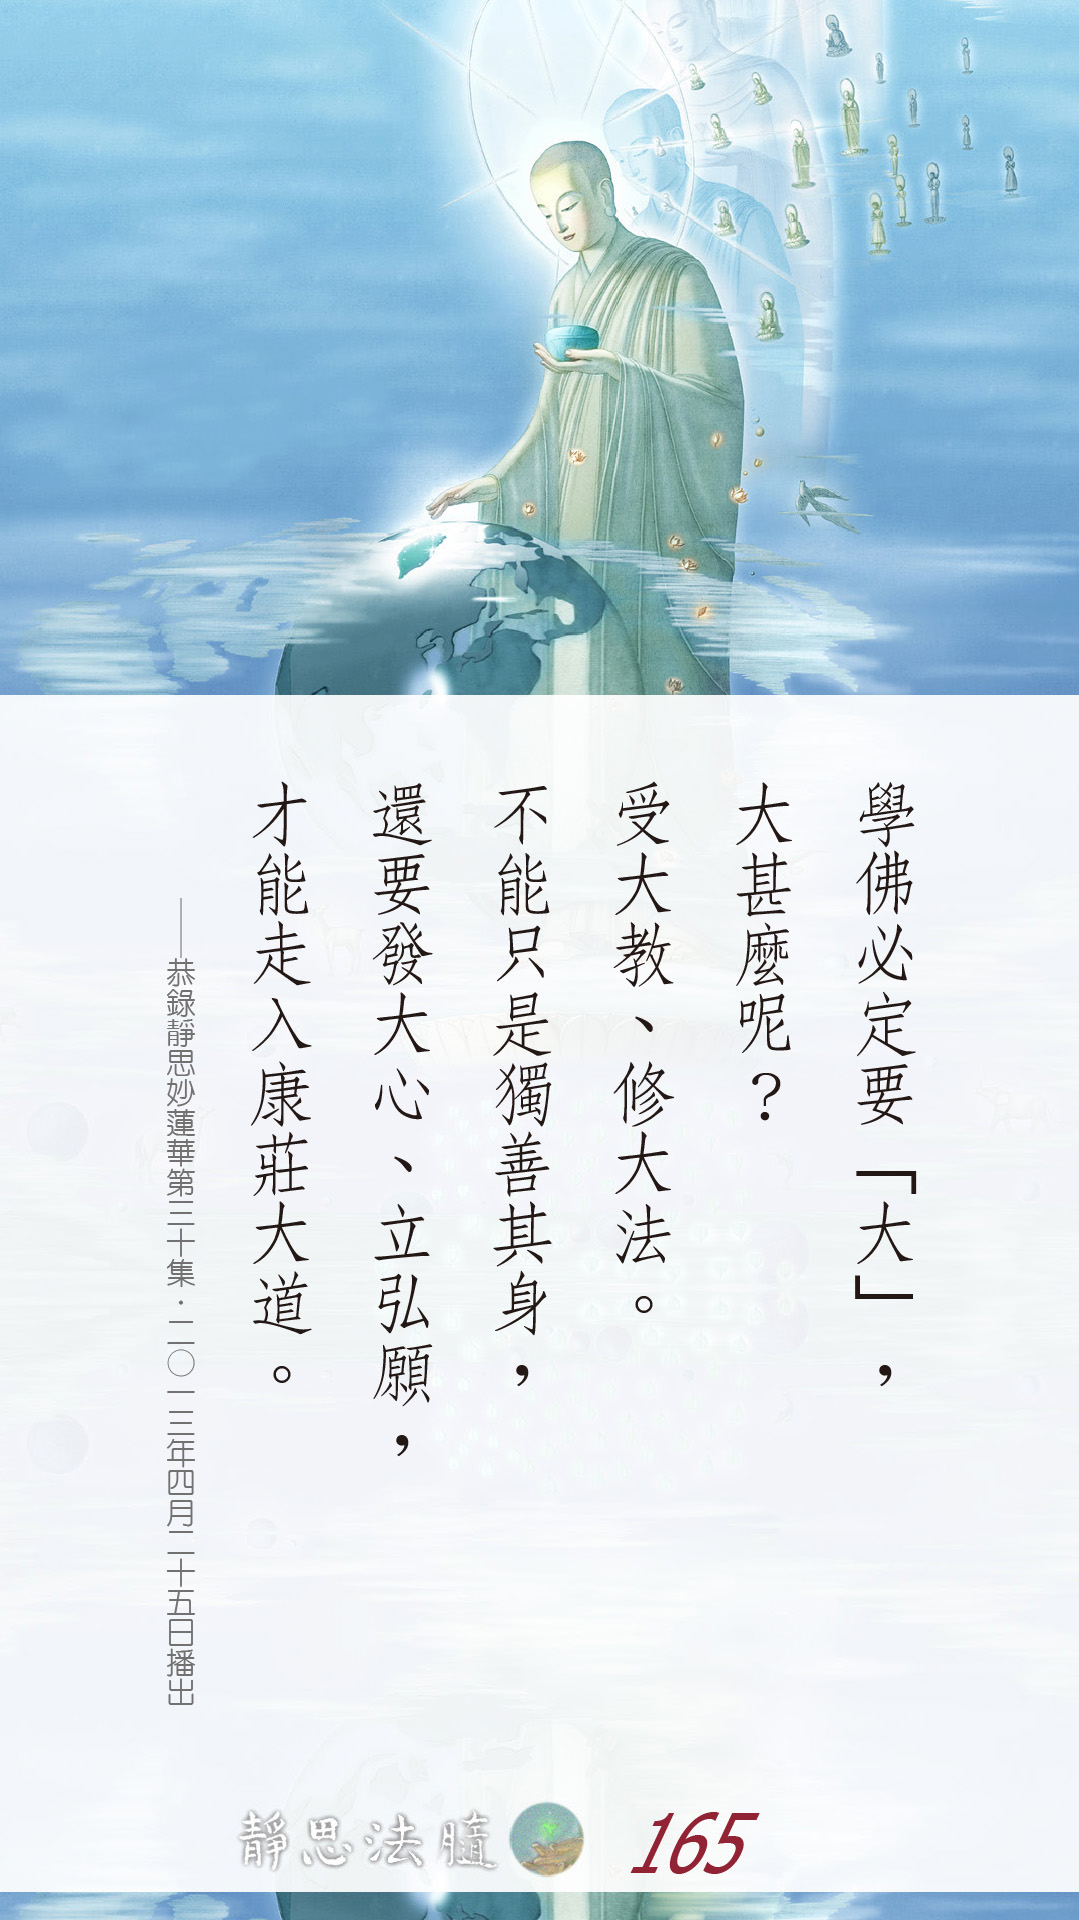 學佛必定要「大」，
大甚麼呢？
受大教、修大法。
不能只是獨善其身，
還要發大心、立弘願，
才能走入康莊大道。
——恭錄靜思妙蓮華第三十集．二〇一三年四月二十五日播出
靜思法髓
165